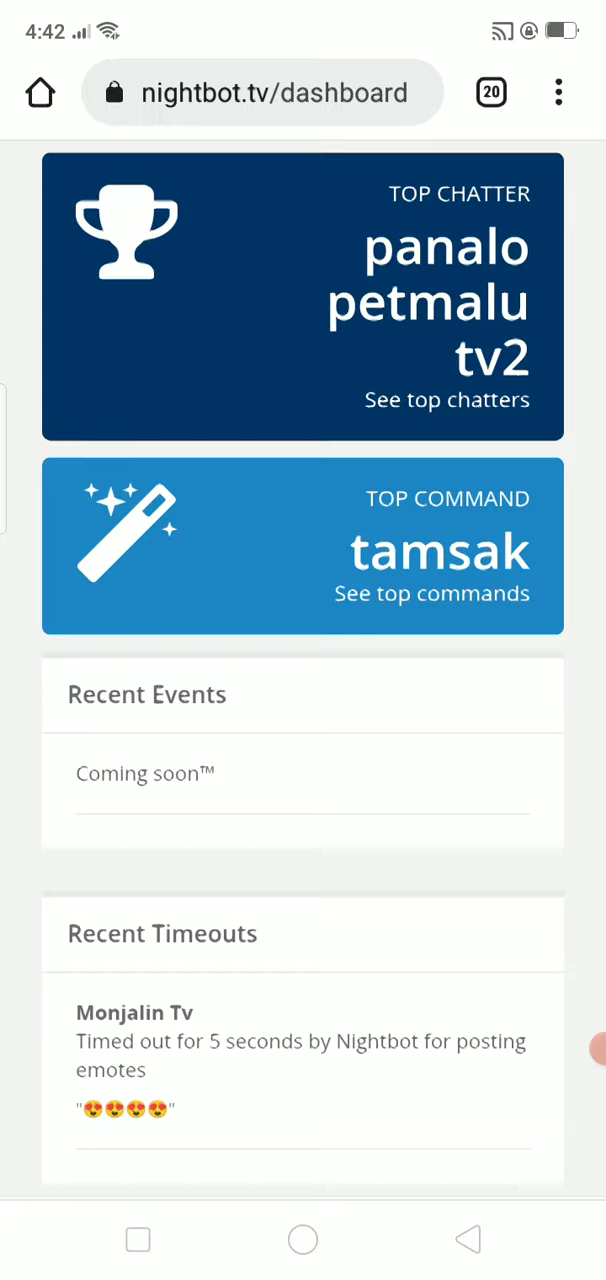 4:42
20
nightbot.tv/dashboard
TOP CHATTER
panalo
petmalu
tv2
See top chatters
TOP COMMAND
tamsak
See top commands
Recent Events
Coming soon™
Recent Timeouts
Monjalin Tv
Timed out for 5 seconds by Nightbot for posting
emotes
"😍😍😍😍"